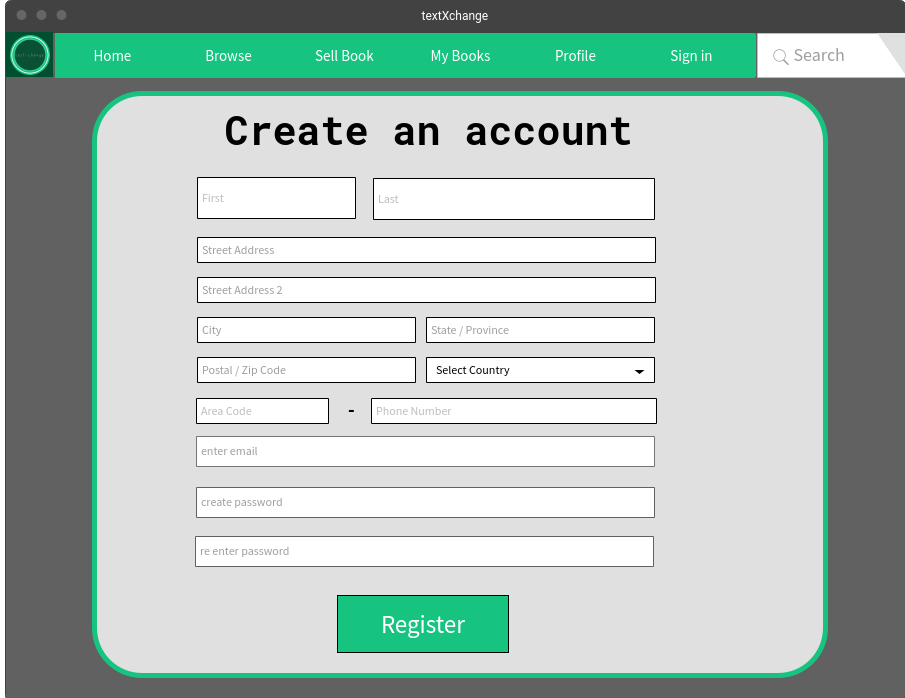 textXchange
Home Browse Sell Book My Books Profile Sign in Search
Create an account
First Last
Street Address
Street Address 2
City State / Province
Postal / Zip Code Select Country
Area Code - Phone Number
enter email
create password
re enter password
Register